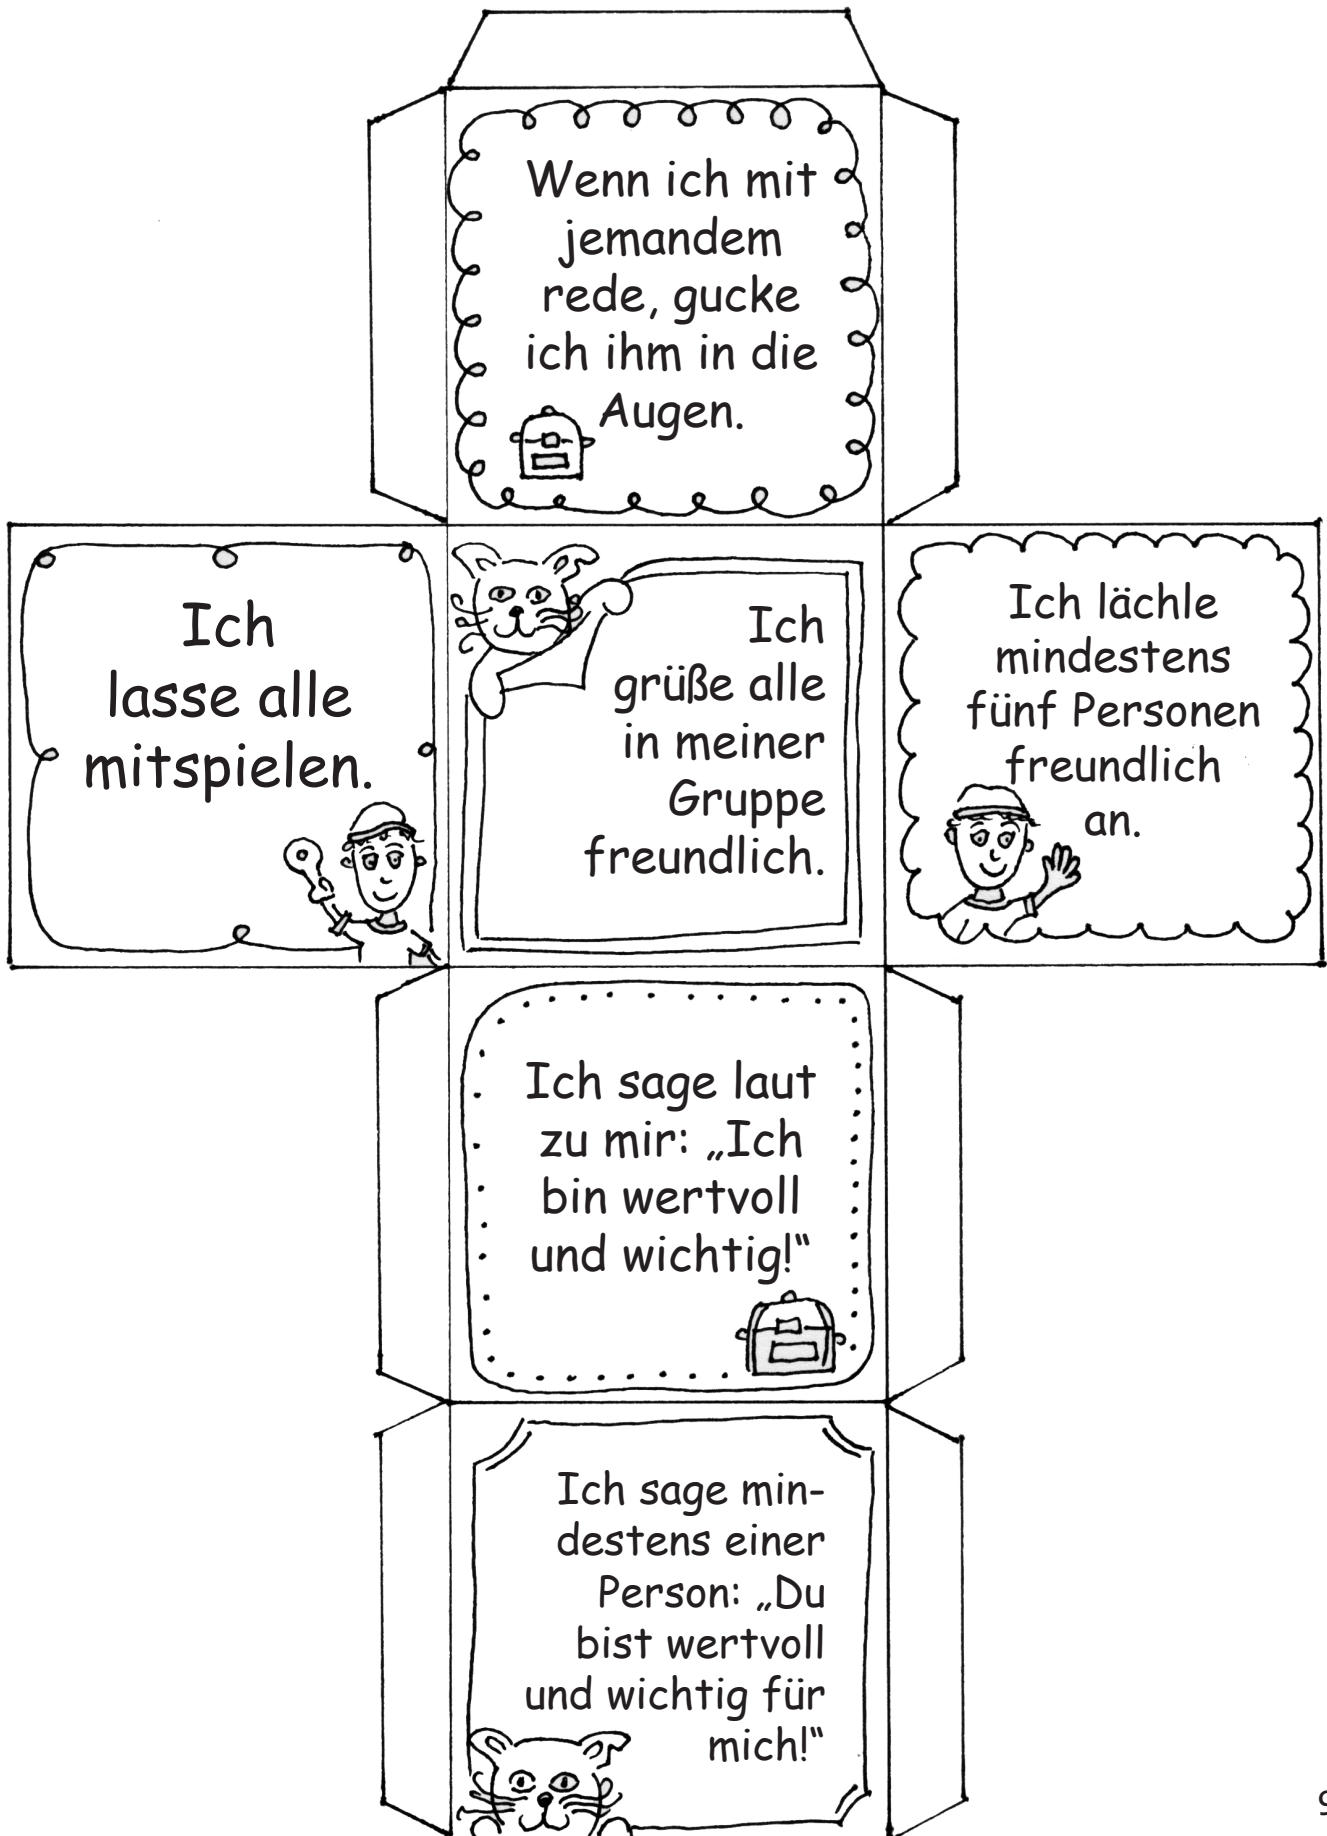 Wenn ich mit
jemandem
rede, gucke
ich ihm in die
Augen.
Ich
lasse alle
mitspielen.
Ich
grüße alle
in meiner
Gruppe
freundlich.
Ich lächle
mindestens
fünf Personen
freundlich
an.
Ich sage laut
zu mir: „Ich
bin wertvoll
und wichtig!“
Ich sage min-
destens einer
Person: „Du
bist wertvoll
und wichtig für
mich!“